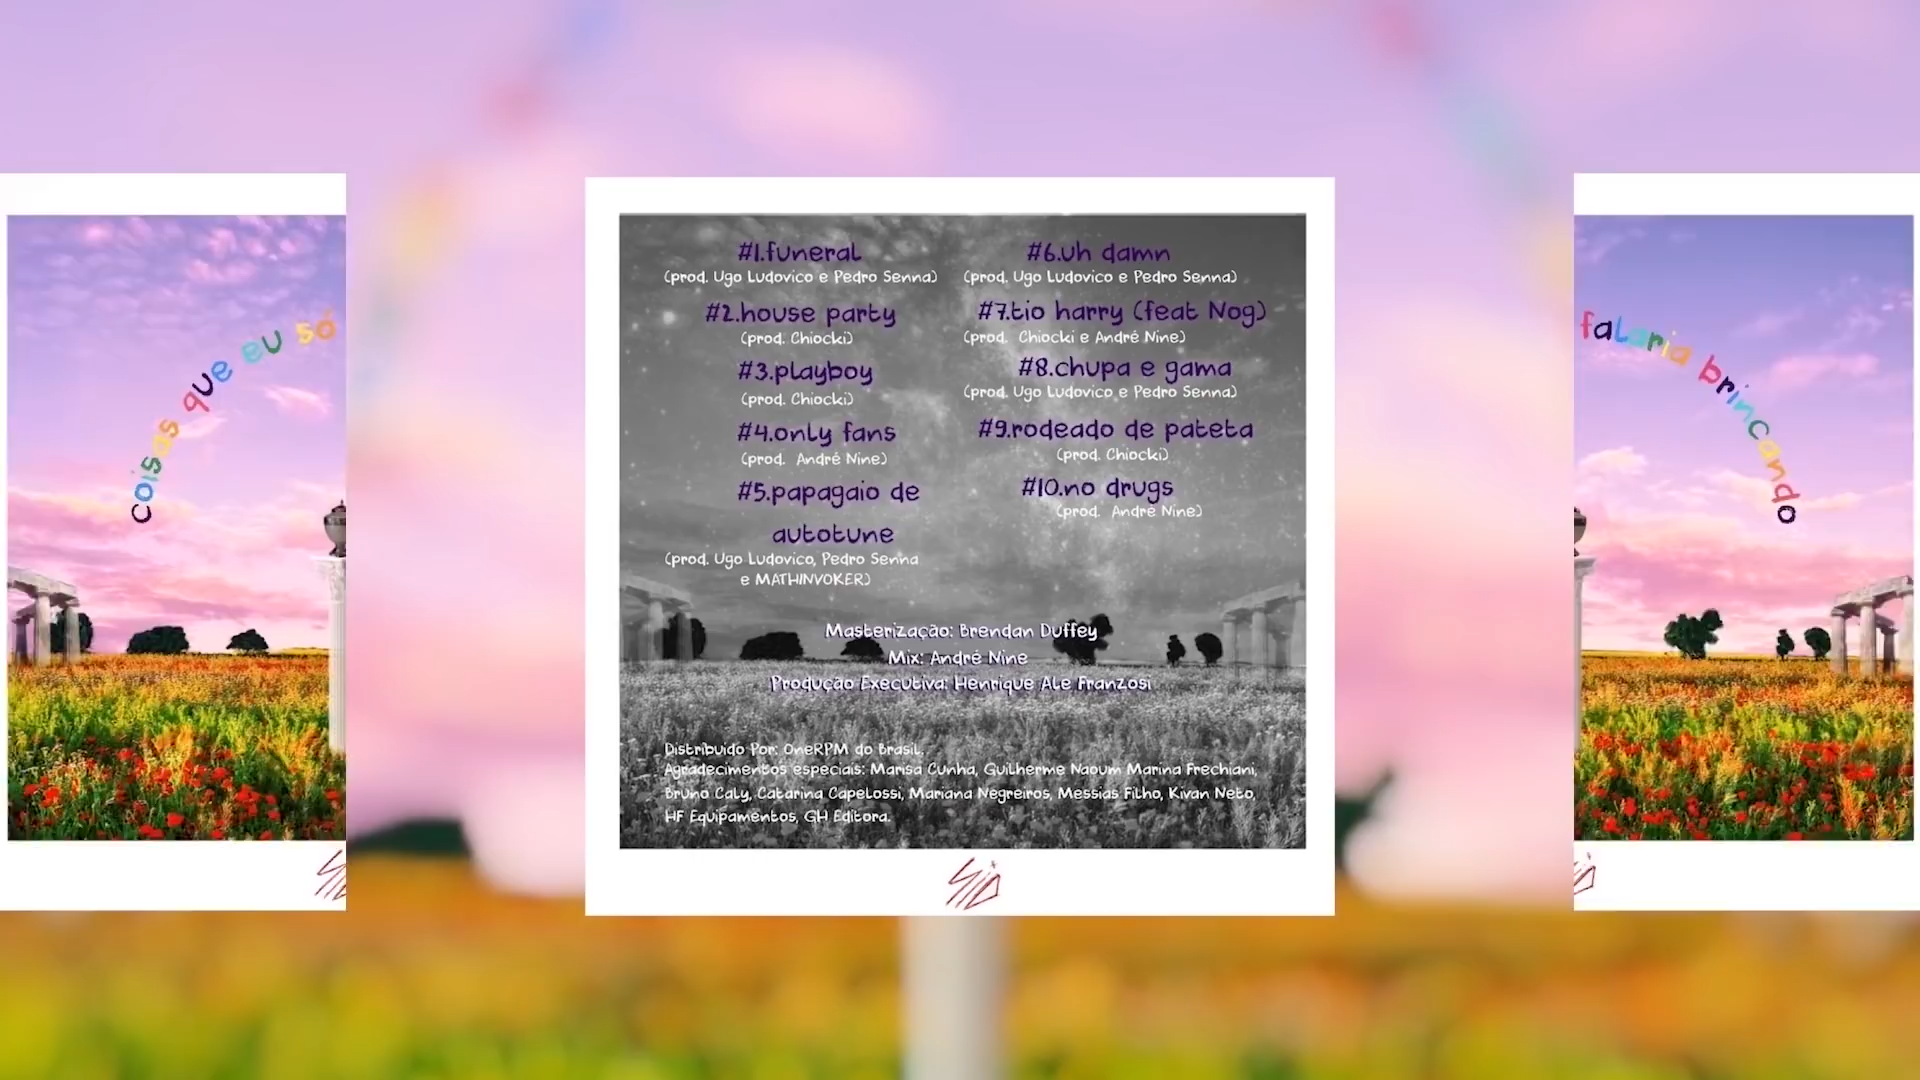 coisas que eu só
#1.funeral
(prod. Ugo Ludovico e Pedro Senna)
#2.house party
(prod. Chiocki)
#3.playboy
(prod. Chiocki)
#4.only fans
(prod. André Nine)
#5.papagaio de
autotune
(prod. Ugo Ludovico, Pedro Senna
e MATHINVOKER)
#6.uh damn
(prod. Ugo Ludovico e Pedro Senna)
#7.tio harry (feat Nog)
(prod. Chiocki e André Nine)
#8.chupa e gama
(prod. Ugo Ludovico e Pedro Senna)
#9.rodeado de pateta
(prod. Chiocki)
#10.no drugs
(prod. André Nine)
Masterização: Brendan Duffey
Mix: André Nine
Produção Executiva: Henrique Ale Franzosi
Distribuido Por: OneRPM do Brasil.
Agradecimentos especiais: Marisa Cunha, Guilherme Naoum Marina Frechiani,
Bruno Caly, Catarina Capelossi, Mariana Negreiros, Messias Filho, Kivan Neto,
HF Equipamentos, GH Editora.
SID
falaria brincando